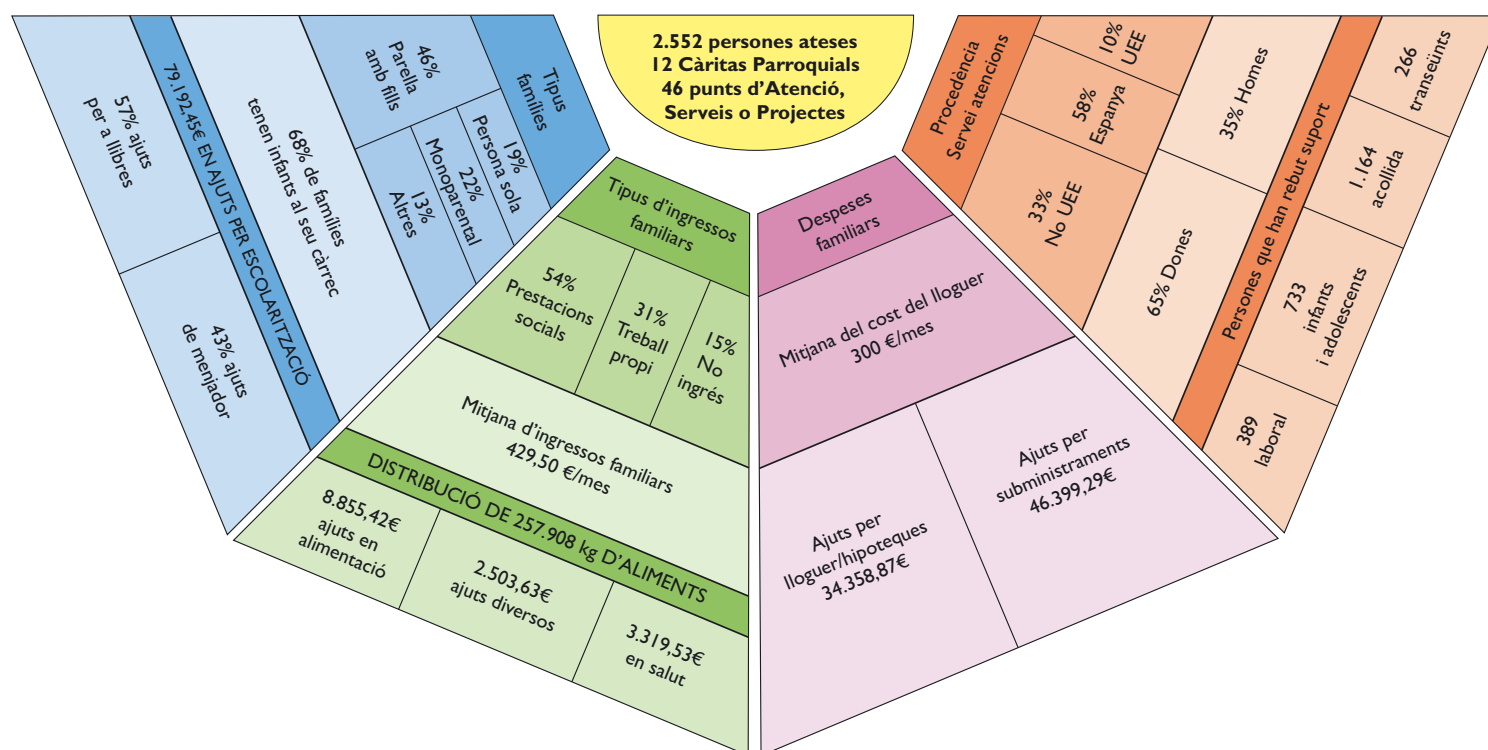 2.552 persones ateses
12 Càritas Parroquials
46 punts d'Atenció,
Serveis o Projectes
Tipus
famílies
46%
Parella
amb fills
19%
Persona sola
22%
Monoparental
13%
Altres
68% de famílies
tenen infants al seu càrrec
79.192,45€ EN AJUTS PER ESCOLARITZACIÓ
57% ajuts
per a llibres
43% ajuts
de menjador
Tipus d'ingressos
familiars
54%
Prestacions
socials
31%
Treball
propi
15%
No
ingrés
Mitjana d'ingressos familiars
429,50 €/mes
DISTRIBUCIÓ DE 257.908 kg D'ALIMENTS
8.855,42€
ajuts en
alimentació
2.503,63€
ajuts diversos
3.319,53€
en salut
Despeses
familiars
Mitjana del cost del lloguer
300 €/mes
Ajuts per
lloguer/hipoteques
34.358,87€
Ajuts per
subministraments
46.399,29€
Procedència
Servei atencions
10%
UEE
58%
Espanya
33%
No UEE
35% Homes
65% Dones
Persones que han rebut suport
266
transeünts
1.164
acollida
733
infants
i adolescents
389
laboral